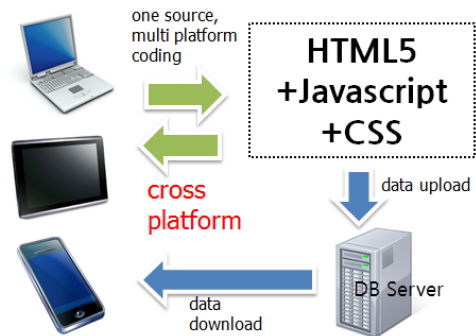 one source,
multi platform
coding
HTML5
+Javascript
+CSS
cross
platform
data upload
DB Server
data
download